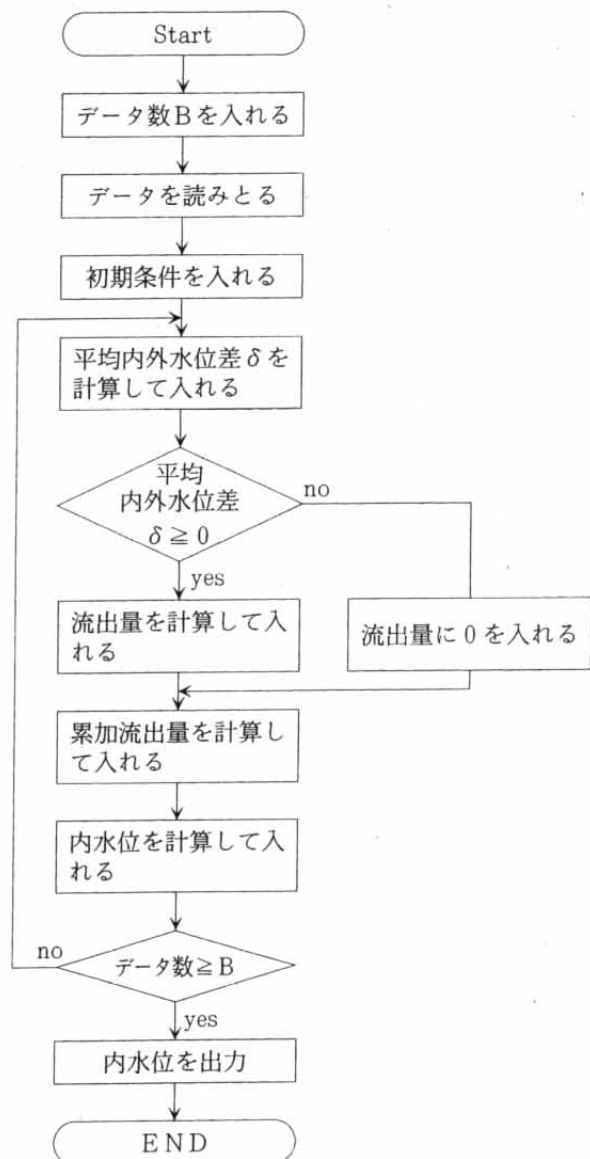 Start
データ数Bを入れる
データを読みとる
初期条件を入れる
平均内外水位差δを
計算して入れる
平均
内外水位差
δ≧0
no
yes
流出量を計算して入
れる
流出量に0を入れる
累加流出量を計算し
て入れる
内水位を計算して入
れる
no
データ数≧B
yes
内水位を出力
END